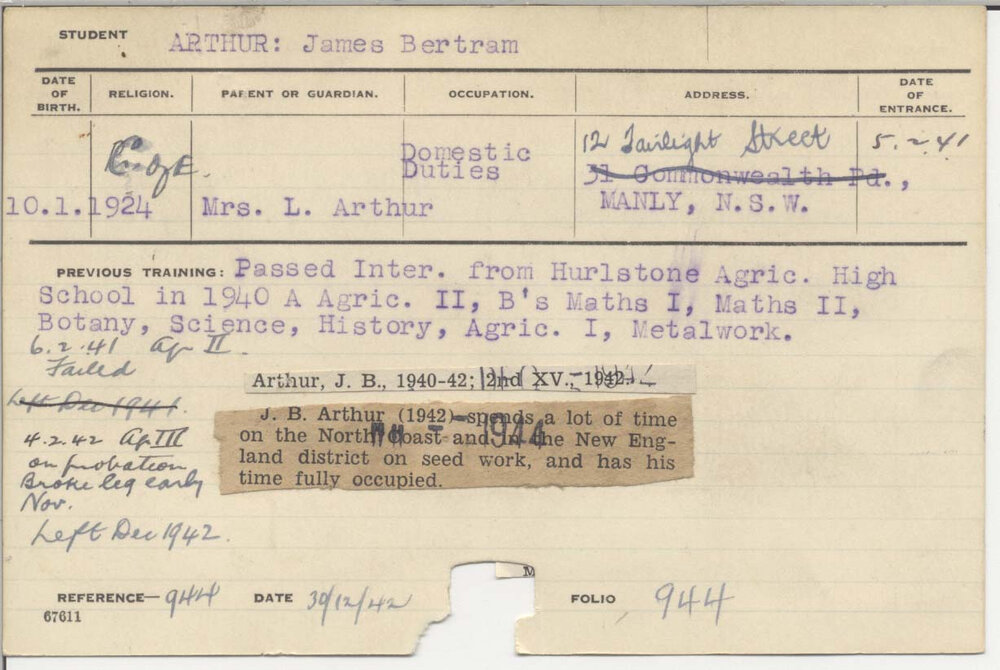 STUDENT ARTHUR: James Bertram
DATE OF BIRTH. RELIGION. PARENT OR GUARDIAN. OCCUPATION. ADDRESS. DATE OF ENTRANCE.
C. of E. Domestic Duties 12 Fairlight Street 5.2.41
31 Commonwealth Pd.,
10.1.1924 Mrs. L. Arthur MANLY, N.S.W.
PREVIOUS TRAINING: Passed Inter. from Hurlstone Agric. High
School in 1940 A Agric. II, B's Maths I, Maths II,
Botany, Science, History, Agric. I, Metalwork.
6.2.41 Ag II.
Failed
Left Dec 1941.
4.2.42 Ag III
on probation
Broke leg early
Nov.
Left Dec 1942.
Arthur, J. B., 1940-42; 2nd XV., 1942.
J. B. Arthur (1942) spends a lot of time
on the North Coast and in the New Eng-
land district on seed work, and has his
time fully occupied.
1944
REFERENCE— 944 DATE 30/12/42 FOLIO 944
67611